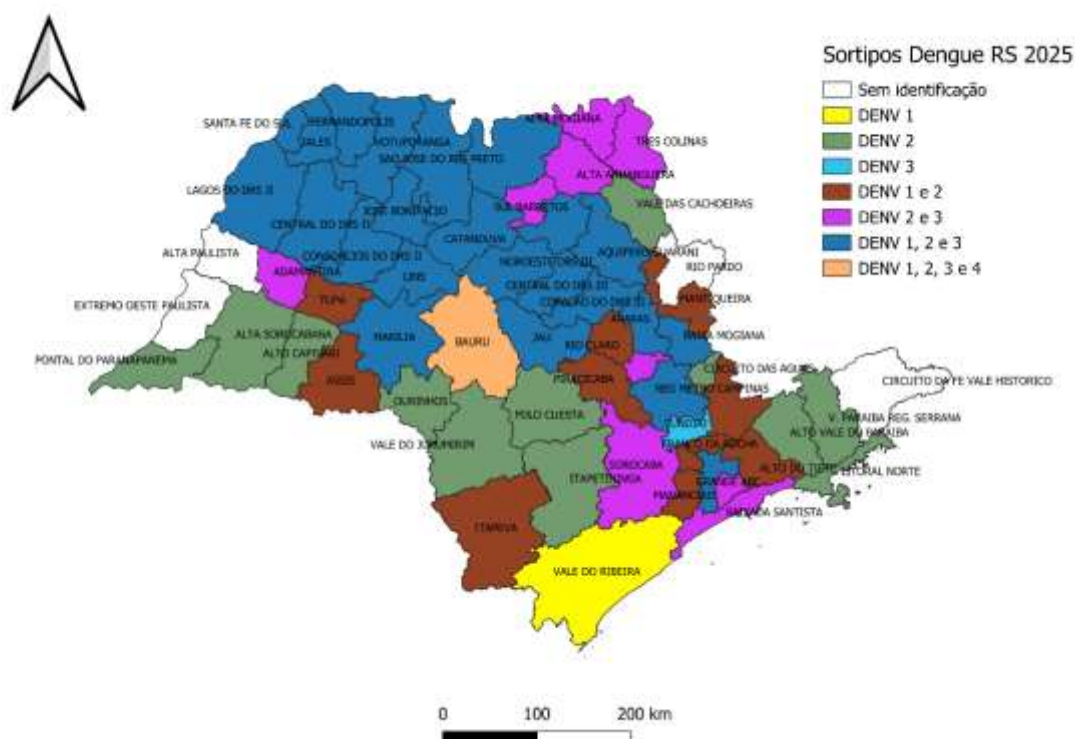 Sortipos Dengue RS 2025
Sem identificação
DENV 1
DENV 2
DENV 3
DENV 1 e 2
DENV 2 e 3
DENV 1, 2 e 3
DENV 1, 2, 3 e 4
SANTA FE DO SUL
FERNANDOPOLIS
JALES
VOTUPORANGA
SAO JOSE DO RIO PRETO
ALTA MOGIANA
TRES COLINAS
ALTA ANHANGUERA
LAGOS DO DRS II
JOSE BONIFACIO
SUL BARRETOS
VALE DAS CACHOEIRAS
CENTRAL DO DRS II
CATANDUVA
ALTA PAULISTA
CONSORCIOS DO DRS II
AQUIFERO GUARANI
ADAMANTINA
LINS
NOROESTE DRS III
RIO PARDO
CENTRAL DO DRS III
EXTREMO OESTE PAULISTA
TUPA
CORACAO DO DRS III
MANTIQUEIRA
ALTA SOROCABANA
MARILIA
BAURU
JAU
ARARAS
RIO CLARO
BAIXA MOGIANA
PONTAL DO PARANAPANEMA
ALTO CAPIVARI
ASSIS
PIRACICABA
CIRCUITO DAS AGUAS
REG METRO CAMPINAS
CIRCUITO DA FE VALE HISTORICO
OURINHOS
POLO CUESTA
JUNDIAI
V. PARAIBA REG. SERRANA
ALTO VALE DO PARAIBA
VALE DO JURUMIRIM
FRANCO DA ROCHA
SOROCABA
ALTO DO TIETE
LITORAL NORTE
ITAPETININGA
GRANDE ABC
MANANCIAIS
BAIXADA SANTISTA
ITAPEVA
VALE DO RIBEIRA
0 100 200 km